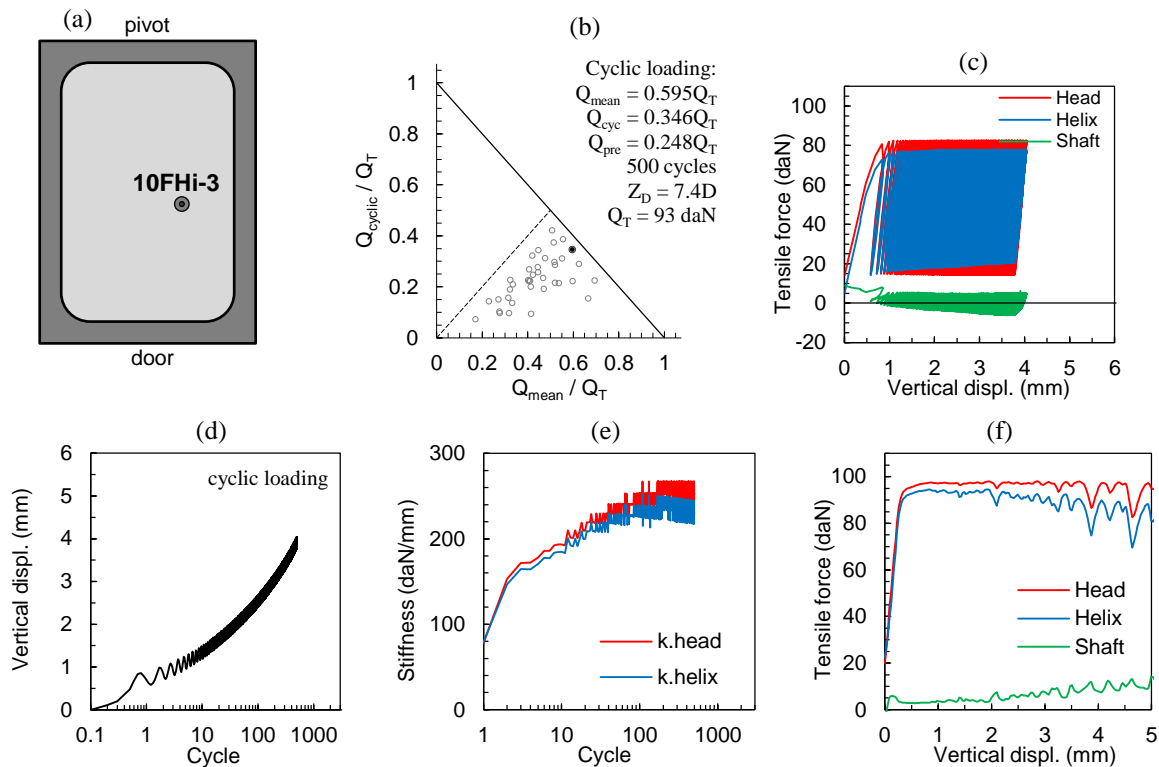 (a)
pivot
10FHi-3
door
(b)
Cyclic loading:
Q_mean = 0.595Q_T
Q_cyc = 0.346Q_T
Q_pre = 0.248Q_T
500 cycles
Z_D = 7.4D
Q_T = 93 daN
Q_cyclic / Q_T
1
0.8
0.6
0.4
0.2
0
0 0.2 0.4 0.6 0.8 1
Q_mean / Q_T
(c)
Head
Helix
Shaft
Tensile force (daN)
100
80
60
40
20
0
-20
0 1 2 3 4 5 6
Vertical displ. (mm)
(d)
cyclic loading
Vertical displ. (mm)
6
5
4
3
2
1
0
0.1 1 10 100 1000
Cycle
(e)
Stiffness (daN/mm)
300
200
100
0
k.head
k.helix
1 10 100 1000
Cycle
(f)
Tensile force (daN)
100
80
60
40
20
0
Head
Helix
Shaft
0 1 2 3 4 5
Vertical displ. (mm)